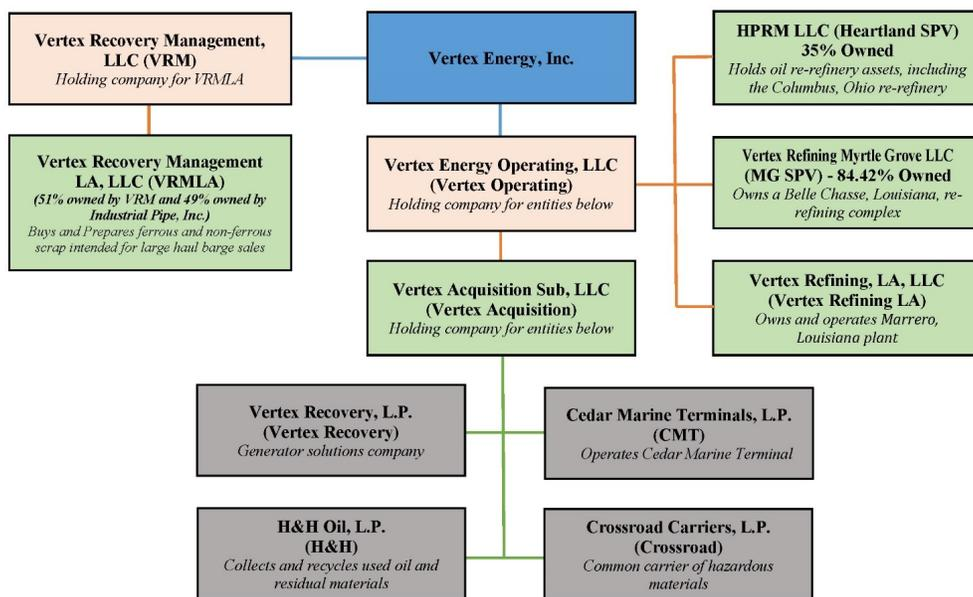 Vertex Recovery Management,
LLC (VRM)
Holding company for VRMLA
Vertex Energy, Inc.
HPRM LLC (Heartland SPV)
35% Owned
Holds oil re-refinery assets, including
the Columbus, Ohio re-refinery
Vertex Recovery Management
LA, LLC (VRMLA)
(51% owned by VRM and 49% owned by
Industrial Pipe, Inc.)
Buys and Prepares ferrous and non-ferrous
scrap intended for large haul barge sales
Vertex Energy Operating, LLC
(Vertex Operating)
Holding company for entities below
Vertex Refining Myrtle Grove LLC
(MG SPV) - 84.42% Owned
Owns a Belle Chasse, Louisiana, re-
refining complex
Vertex Acquisition Sub, LLC
(Vertex Acquisition)
Holding company for entities below
Vertex Refining, LA, LLC
(Vertex Refining LA)
Owns and operates Marrero,
Louisiana plant
Vertex Recovery, L.P.
(Vertex Recovery)
Generator solutions company
Cedar Marine Terminals, L.P.
(CMT)
Operates Cedar Marine Terminal
H&H Oil, L.P.
(H&H)
Collects and recycles used oil and
residual materials
Crossroad Carriers, L.P.
(Crossroad)
Common carrier of hazardous
materials